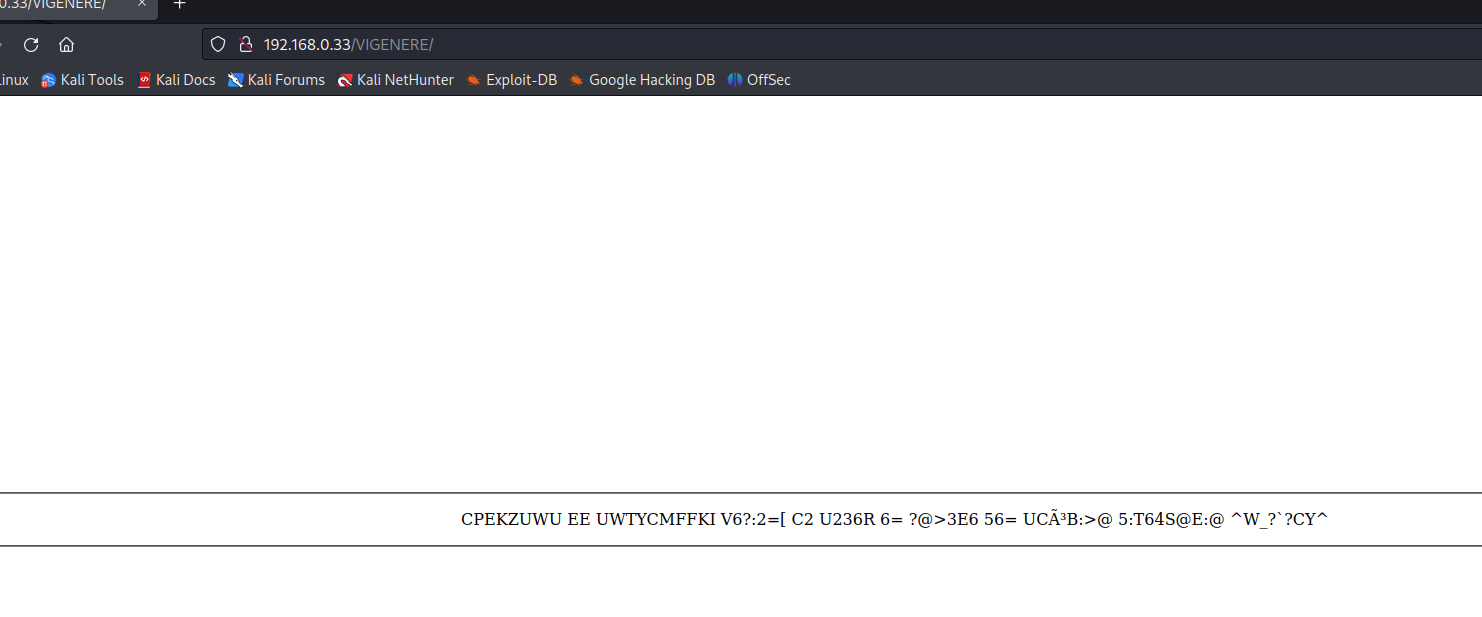 0.33/VIGENERE/ × +
192.168.0.33/VIGENERE/
Linux Kali Tools Kali Docs Kali Forums Kali NetHunter Exploit-DB Google Hacking DB OffSec
CPEKZUWU EE UWTYCMFFKI V6?:2=[ C2 U236R 6= ?@>3E6 56= UCÃ³B:>@ 5:T64S@E:@ ^W_?`?CY^